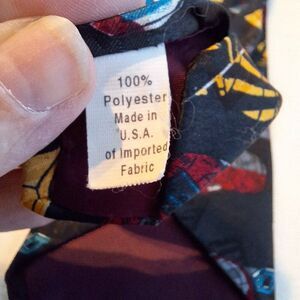 100%
Polyester
Made in
U.S.A.
of Imported
Fabric